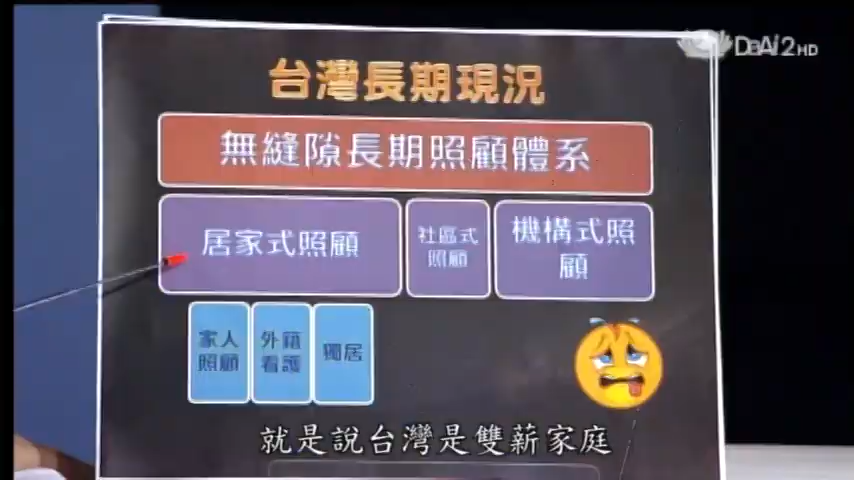 DaAi2HD
台灣長期現況
無縫隙長期照顧體系
居家式照顧
社區式
照顧
機構式照
顧
家人
照顧
外籍
看護
獨居
就是說台灣是雙薪家庭